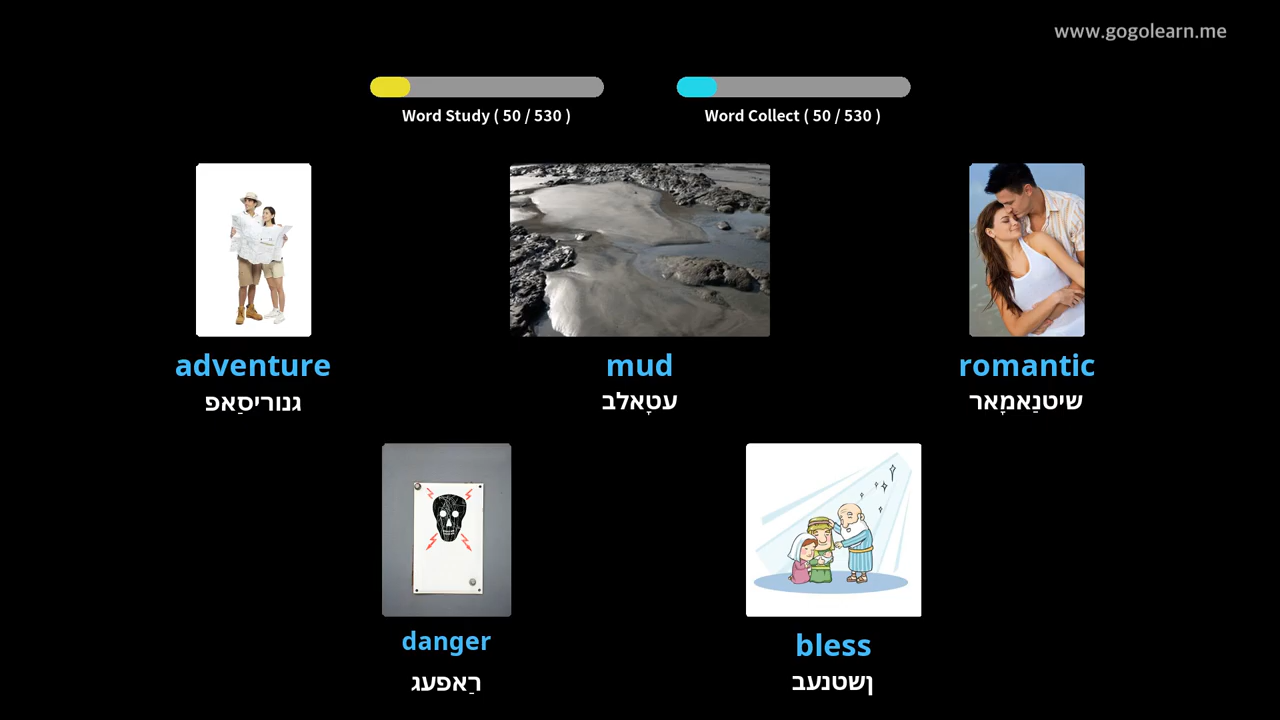 www.gogolearn.me
Word Study ( 50 / 530 )
Word Collect ( 50 / 530 )
adventure
גנוריסַאפ
mud
עטָאלב
romantic
שיטנַאמָאר
danger
רַאפעג
bless
ןשטנעב